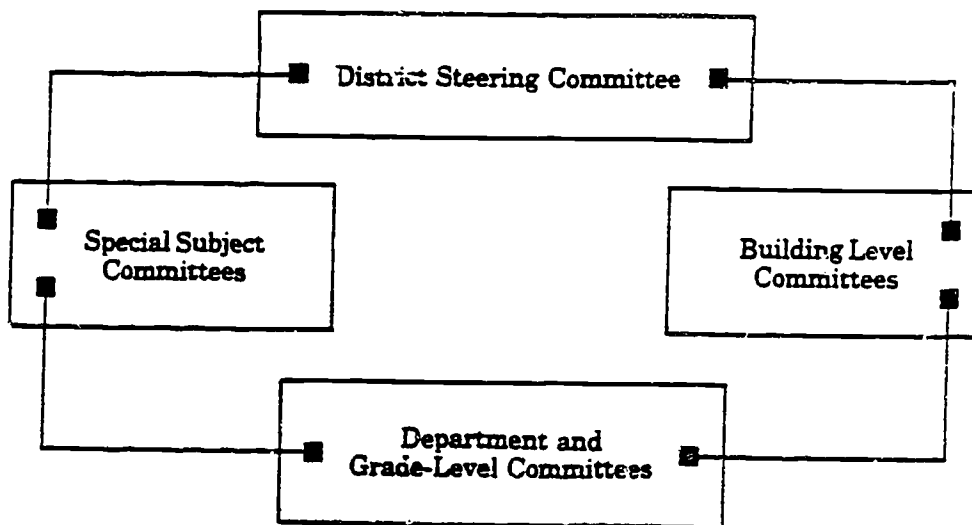 District Steering Committee
Special Subject
Committees
Building Level
Committees
Department and
Grade-Level Committees